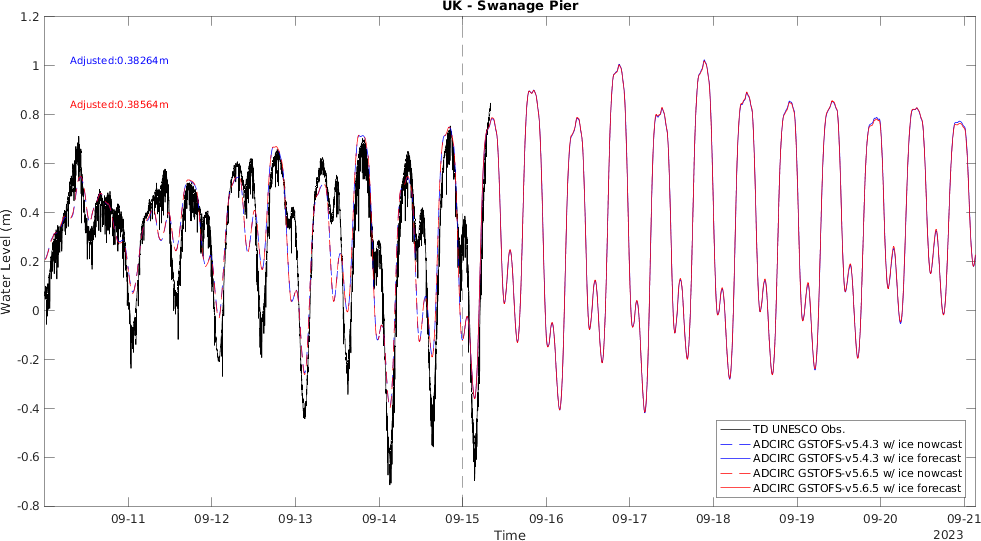 UK - Swanage Pier
1.2
1
0.8
0.6
0.4
0.2
0
-0.2
-0.4
-0.6
-0.8
Water Level (m)
Adjusted:0.38264m
Adjusted:0.38564m
TD UNESCO Obs.
ADCIRC GSTOFS-v5.4.3 w/ ice nowcast
ADCIRC GSTOFS-v5.4.3 w/ ice forecast
ADCIRC GSTOFS-v5.6.5 w/ ice nowcast
ADCIRC GSTOFS-v5.6.5 w/ ice forecast
09-11 09-12 09-13 09-14 09-15 09-16 09-17 09-18 09-19 09-20 09-21
Time
2023